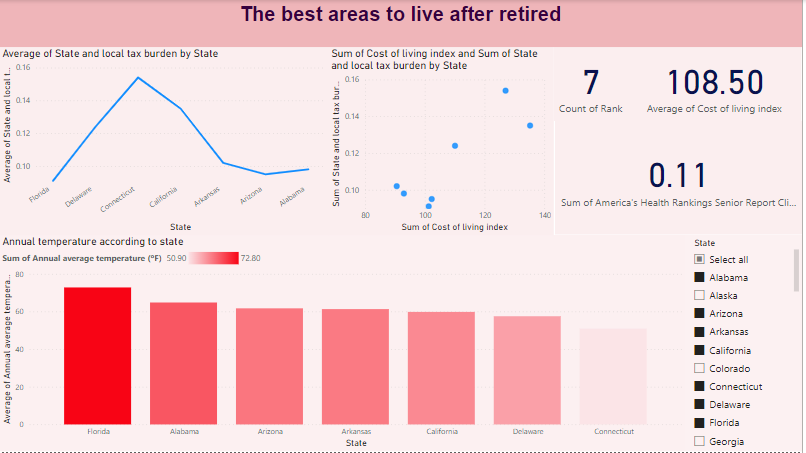 The best areas to live after retired
Average of State and local tax burden by State
Average of State and local t...
0.16
0.14
0.12
0.10
Florida
Delaware
Connecticut
California
Arkansas
Arizona
Alabama
State
Sum of Cost of living index and Sum of State
and local tax burden by State
Sum of State and local tax bur...
0.16
0.14
0.12
0.10
80
100
120
140
Sum of Cost of living index
7
Count of Rank
108.50
Average of Cost of living index
0.11
Sum of America's Health Rankings Senior Report Cli...
Annual temperature according to state
Sum of Annual average temperature (°F) 50.90 72.80
Average of Annual average tempera...
80
60
40
20
0
Florida
Alabama
Arizona
Arkansas
California
Delaware
Connecticut
State
State
Select all
Alabama
Alaska
Arizona
Arkansas
California
Colorado
Connecticut
Delaware
Florida
Georgia